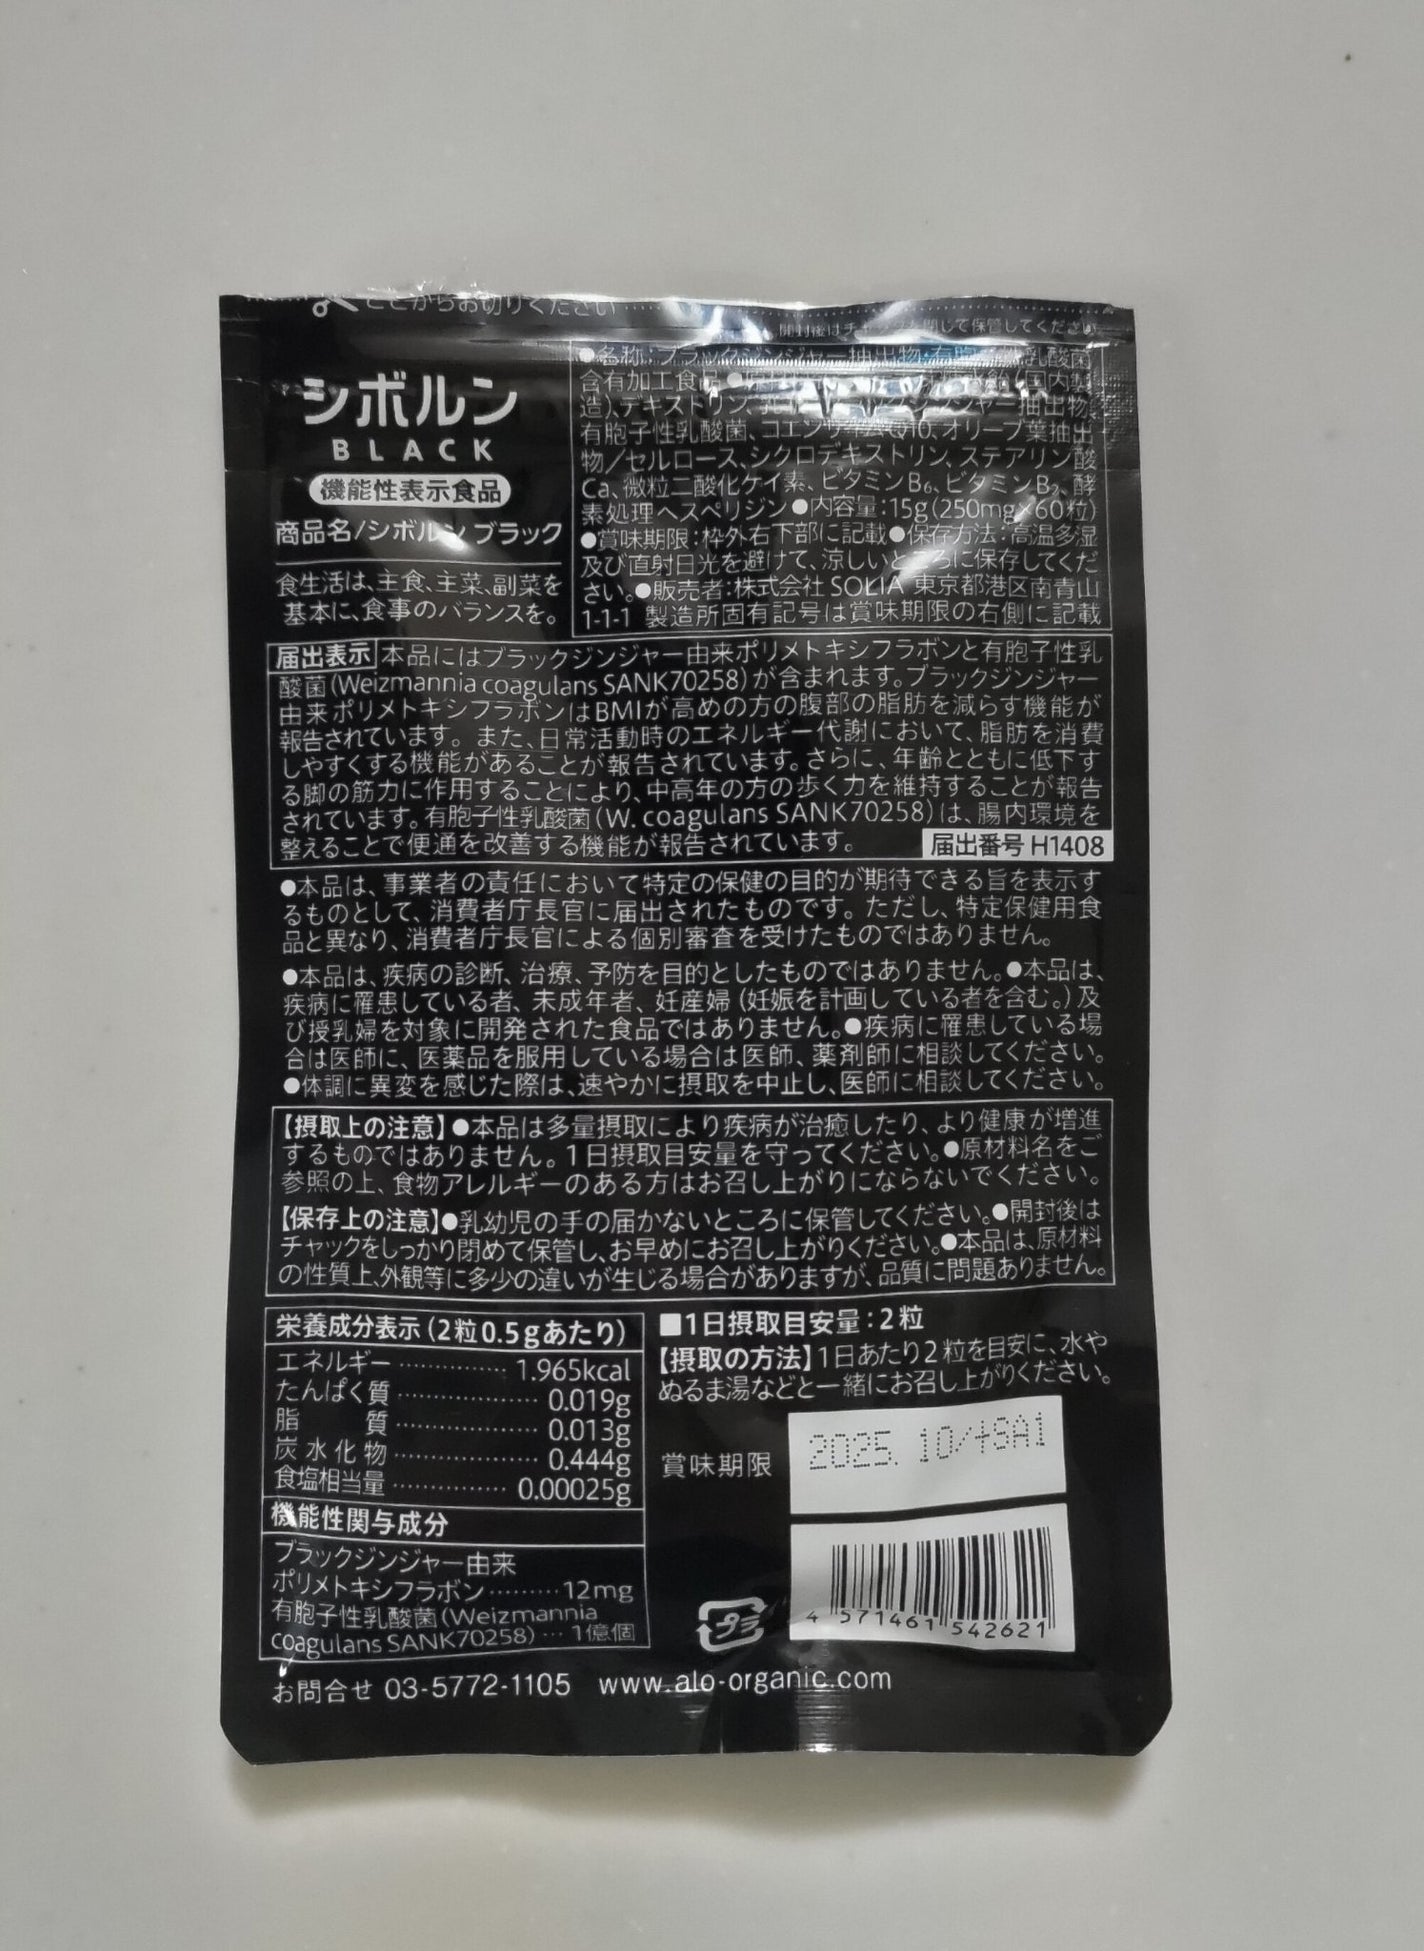 ここからお切りください
開封後はチャックを閉じて保管してください
シボルン
BLACK
機能性表示食品
商品名/シボルン ブラック
食生活は、主食、主菜、副菜を
基本に、食事のバランスを。
●名称:ブラックジンジャー抽出物・有胞子性乳酸菌
含有加工食品
造)、デキストリン、 抽出物、
有胞子性乳酸菌、コエンザイムQ10、オリーブ葉抽出
物/セルロース、シクロデキストリン、ステアリン酸
Ca、微粒二酸化ケイ素、ビタミンB₆、ビタミンB₂、酵
素処理ヘスペリジン●内容量:15g(250mg×60粒)
●賞味期限:枠外右下部に記載●保存方法:高温多湿
及び直射日光を避けて、涼しいところに保存してくだ
さい。●販売者:株式会社 SOLIA 東京都港区南青山
1-1-1 製造所固有記号は賞味期限の右側に記載
届出表示 本品にはブラックジンジャー由来ポリメトキシフラボンと有胞子性乳
酸菌(Weizmannia coagulans SANK70258)が含まれます。ブラックジンジャー
由来ポリメトキシフラボンはBMIが高めの方の腹部の脂肪を減らす機能が
報告されています。また、日常活動時のエネルギー代謝において、脂肪を消費
しやすくする機能があることが報告されています。さらに、年齢とともに低下す
る脚の筋力に作用することにより、中高年の方の歩く力を維持することが報告
されています。有胞子性乳酸菌(W. coagulans SANK70258)は、腸内環境を
整えることで便通を改善する機能が報告されています。 届出番号 H1408
●本品は、事業者の責任において特定の保健の目的が期待できる旨を表示す
るものとして、消費者庁長官に届出されたものです。ただし、特定保健用食
品と異なり、消費者庁長官による個別審査を受けたものではありません。
●本品は、疾病の診断、治療、予防を目的としたものではありません。●本品は、
疾病に罹患している者、未成年者、妊産婦(妊娠を計画している者を含む。)及
び授乳婦を対象に開発された食品ではありません。●疾病に罹患している場
合は医師に、医薬品を服用している場合は医師、薬剤師に相談してください。
●体調に異変を感じた際は、速やかに摂取を中止し、医師に相談してください。
【摂取上の注意】●本品は多量摂取により疾病が治癒したり、より健康が増進
するものではありません。1日摂取目安量を守ってください。●原材料名をご
参照の上、食物アレルギーのある方はお召し上がりにならないでください。
【保存上の注意】●乳幼児の手の届かないところに保管してください。●開封後は
チャックをしっかり閉めて保管し、お早めにお召し上がりください。●本品は、原材料
の性質上、外観等に多少の違いが生じる場合がありますが、品質に問題ありません。
栄養成分表示(2粒0.5gあたり)
エネルギー ………… 1.965kcal
たんぱく質 ………… 0.019g
脂質 ………… 0.013g
炭水化物 ………… 0.444g
食塩相当量 ………… 0.00025g
機能性関与成分
ブラックジンジャー由来
ポリメトキシフラボン ……… 12mg
有胞子性乳酸菌(Weizmannia
coagulans SANK70258) … 1億個
■1日摂取目安量:2粒
【摂取の方法】1日あたり2粒を目安に、水や
ぬるま湯などと一緒にお召し上がりください。
賞味期限
2025. 10/+9A1
プラ
4 571461 542621
お問合せ 03-5772-1105 www.alo-organic.com